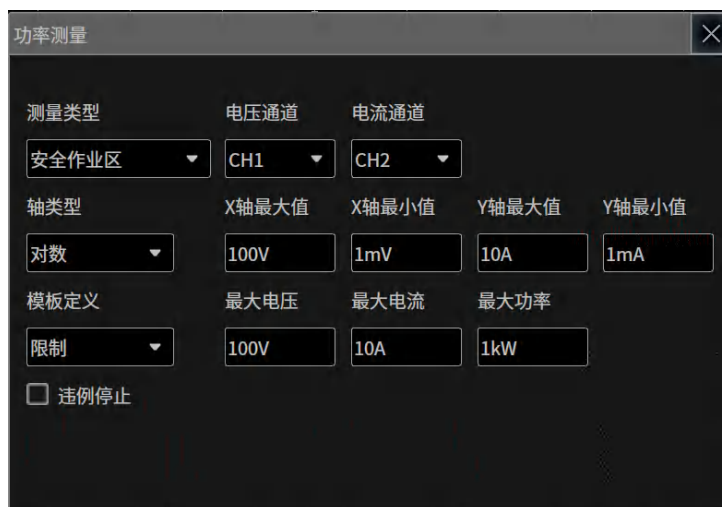 功率测量
测量类型 电压通道 电流通道
安全作业区 CH1 CH2
轴类型 X轴最大值 X轴最小值 Y轴最大值 Y轴最小值
对数 100V 1mV 10A 1mA
模板定义 最大电压 最大电流 最大功率
限制 100V 10A 1kW
违例停止